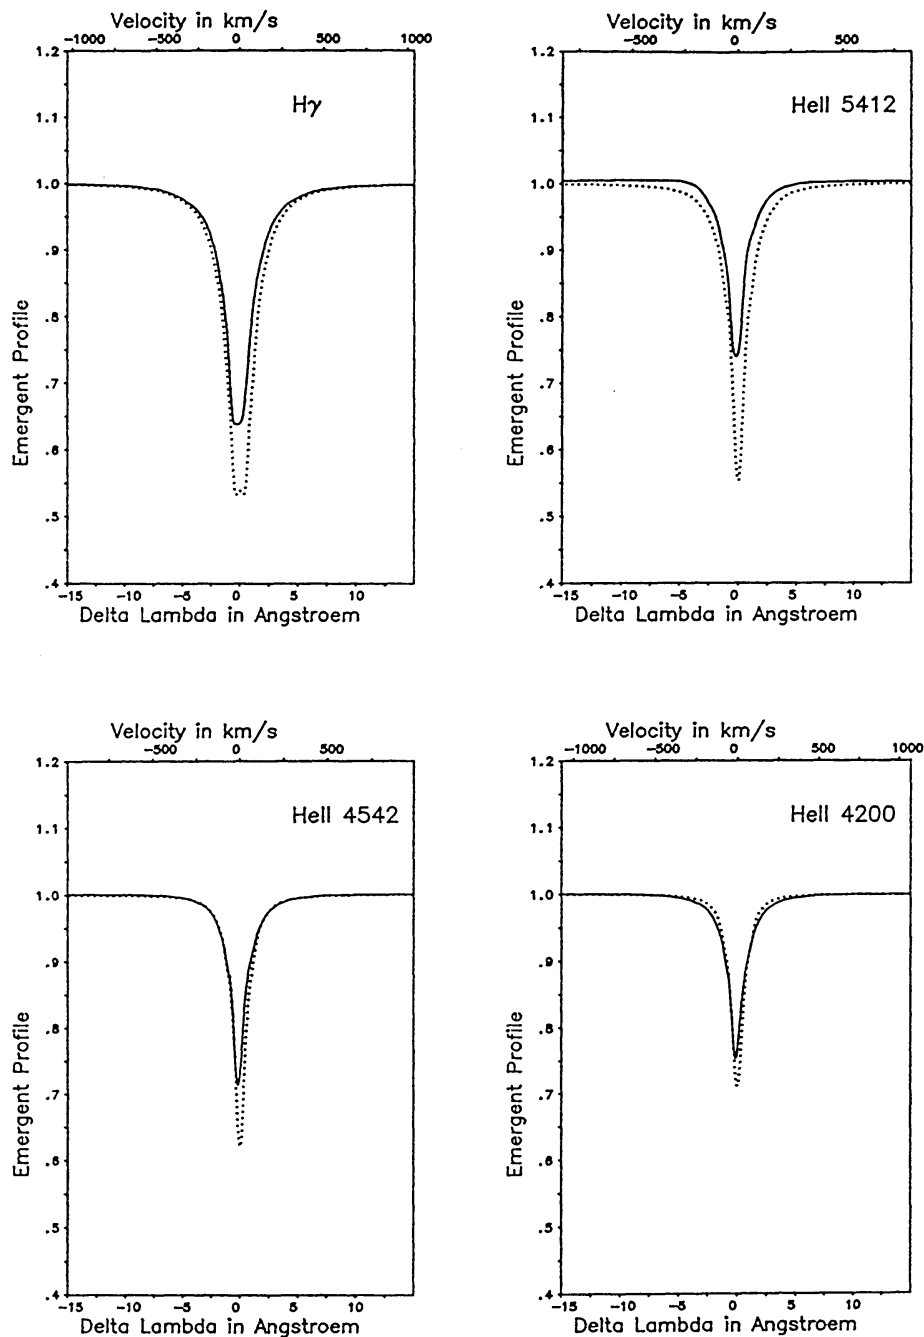 Velocity in km/s
-1000 -500 0 500 1000
1.2
1.1
1.0
.9
.8
.7
.6
.5
.4
Emergent Profile
Hγ
-15 -10 -5 0 5 10
Delta Lambda in Angstroem
Velocity in km/s
-500 0 500
1.2
1.1
1.0
.9
.8
.7
.6
.5
.4
Emergent Profile
HeII 5412
-15 -10 -5 0 5 10
Delta Lambda in Angstroem
Velocity in km/s
-500 0 500
1.2
1.1
1.0
.9
.8
.7
.6
.5
.4
Emergent Profile
HeII 4542
-15 -10 -5 0 5 10
Delta Lambda in Angstroem
Velocity in km/s
-1000 -500 0 500 1000
1.2
1.1
1.0
.9
.8
.7
.6
.5
.4
Emergent Profile
HeII 4200
-15 -10 -5 0 5 10
Delta Lambda in Angstroem